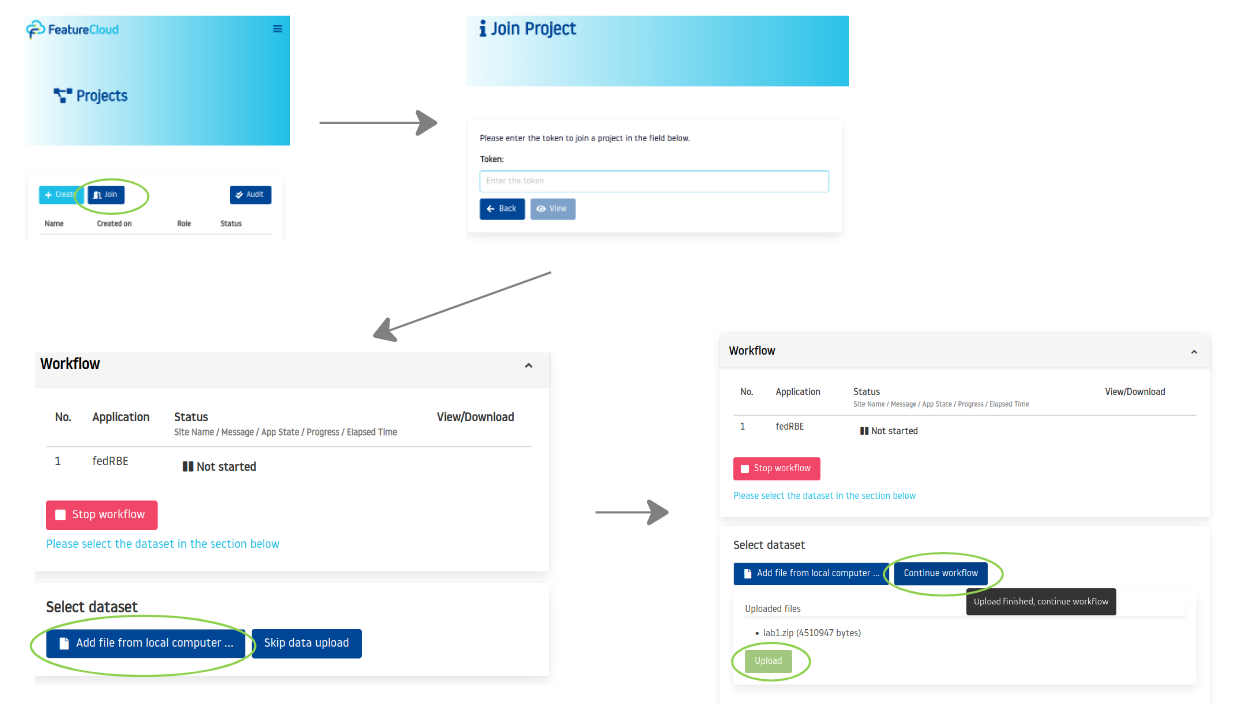 FeatureCloud
Projects
+ Create
Join
Audit
Name Created on Role Status
Join Project
Please enter the token to join a project in the field below.
Token:
Enter the token
Back
View
Workflow
No. Application Status View/Download
Site Name / Message / App State / Progress / Elapsed Time
1 fedRBE Not started
Stop workflow
Please select the dataset in the section below
Select dataset
Add file from local computer ...
Skip data upload
Workflow
No. Application Status View/Download
Site Name / Message / App State / Progress / Elapsed Time
1 fedRBE Not started
Stop workflow
Please select the dataset in the section below
Select dataset
Add file from local computer ...
Continue workflow
Upload finished, continue workflow
Uploaded files
• lab1.zip (4510947 bytes)
Upload